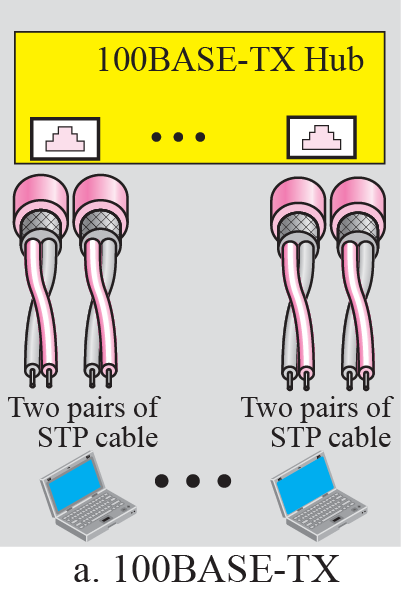 100BASE-TX Hub
Two pairs of
STP cable
Two pairs of
STP cable
a. 100BASE-TX